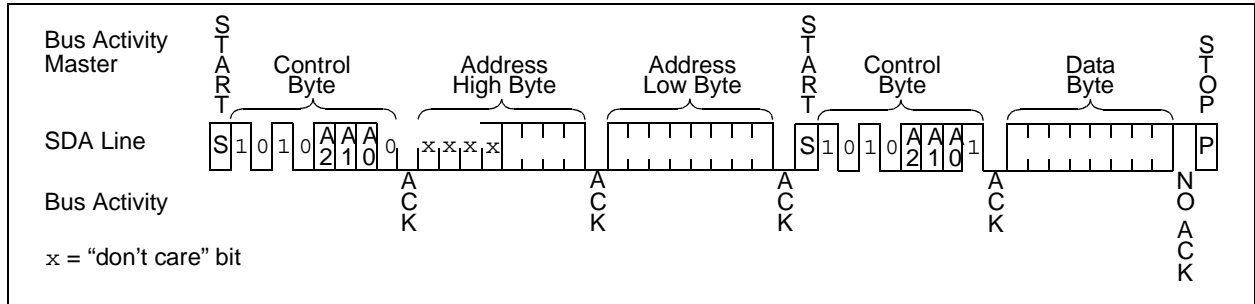 Bus Activity
Master
START
Control
Byte
Address
High Byte
Address
Low Byte
START
Control
Byte
Data
Byte
STOP
SDA Line
S 1 0 1 0 A2 A1 A0 0 x x x x S 1 0 1 0 A2 A1 A0 1 P
Bus Activity
ACK
ACK
ACK
ACK
NO ACK
x = “don’t care” bit